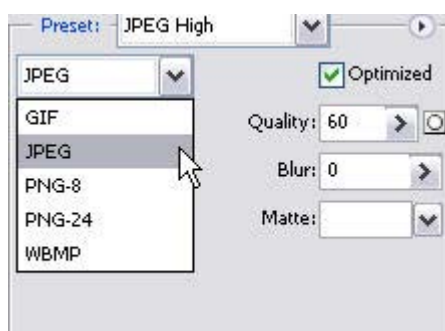 Preset: JPEG High
JPEG
Optimized
GIF
Quality: 60
JPEG
Blur: 0
PNG-8
PNG-24
Matte:
WBMP